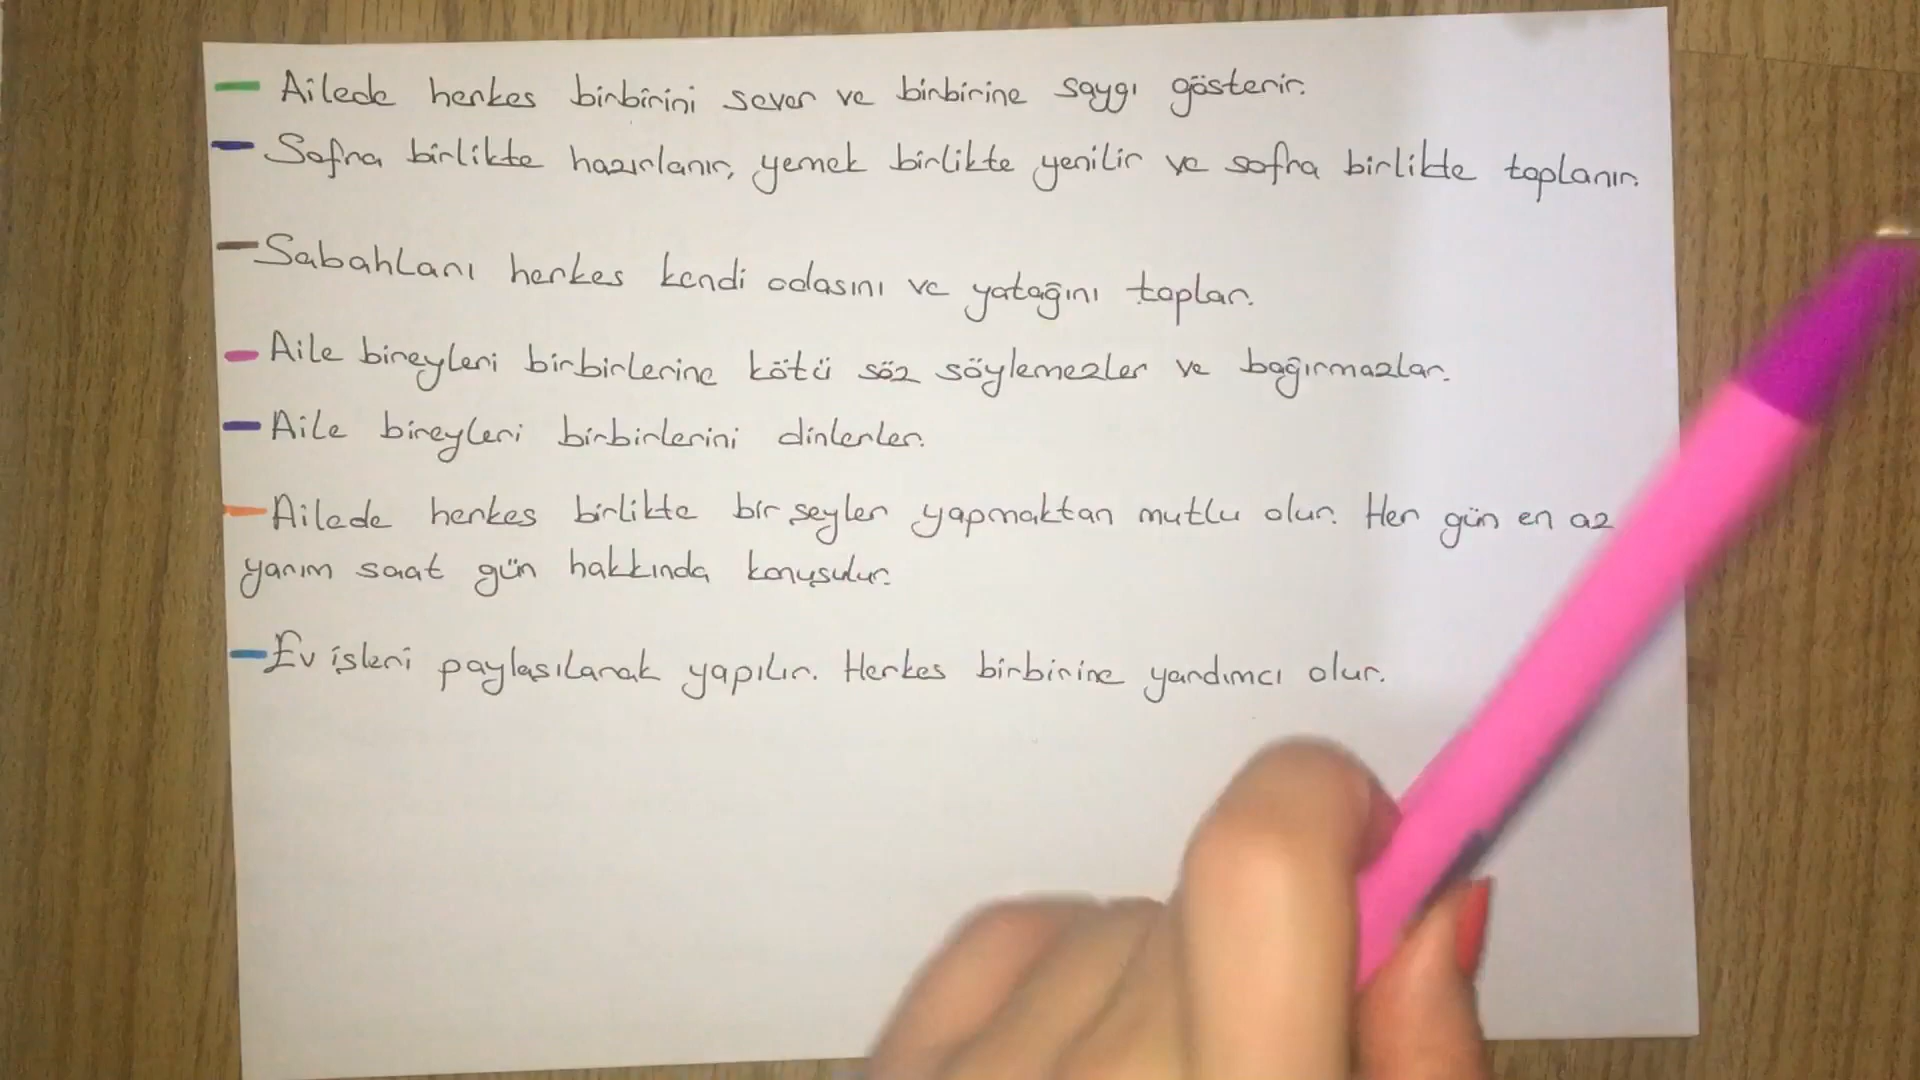 Ailede herkes birbirini sever ve birbirine saygı gösterir.
Sofra birlikte hazırlanır, yemek birlikte yenilir ve sofra birlikte toplanır.
Sabahları herkes kendi odasını ve yatağını toplar.
Aile bireyleri birbirlerine kötü söz söylemezler ve bağırmazlar.
Aile bireyleri birbirlerini dinlerler.
Ailede herkes birlikte bir şeyler yapmaktan mutlu olur. Her gün en az
yarım saat gün hakkında konuşulur.
Ev işleri paylaşılarak yapılır. Herkes birbirine yardımcı olur.